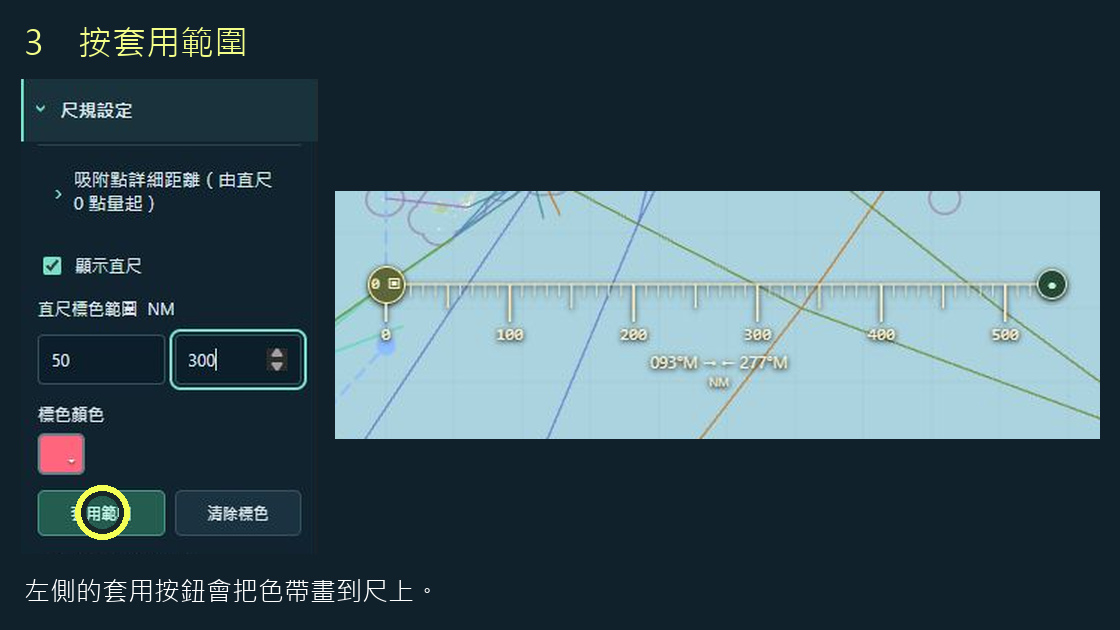 3 按套用範圍
尺規設定
吸附點詳細距離（由直尺
0 點量起）
顯示直尺
直尺標色範圍 NM
50
300
標色顏色
用範
清除標色
0
0
100
200
300
400
500
093°M → ← 277°M
NM
左側的套用按鈕會把色帶畫到尺上。